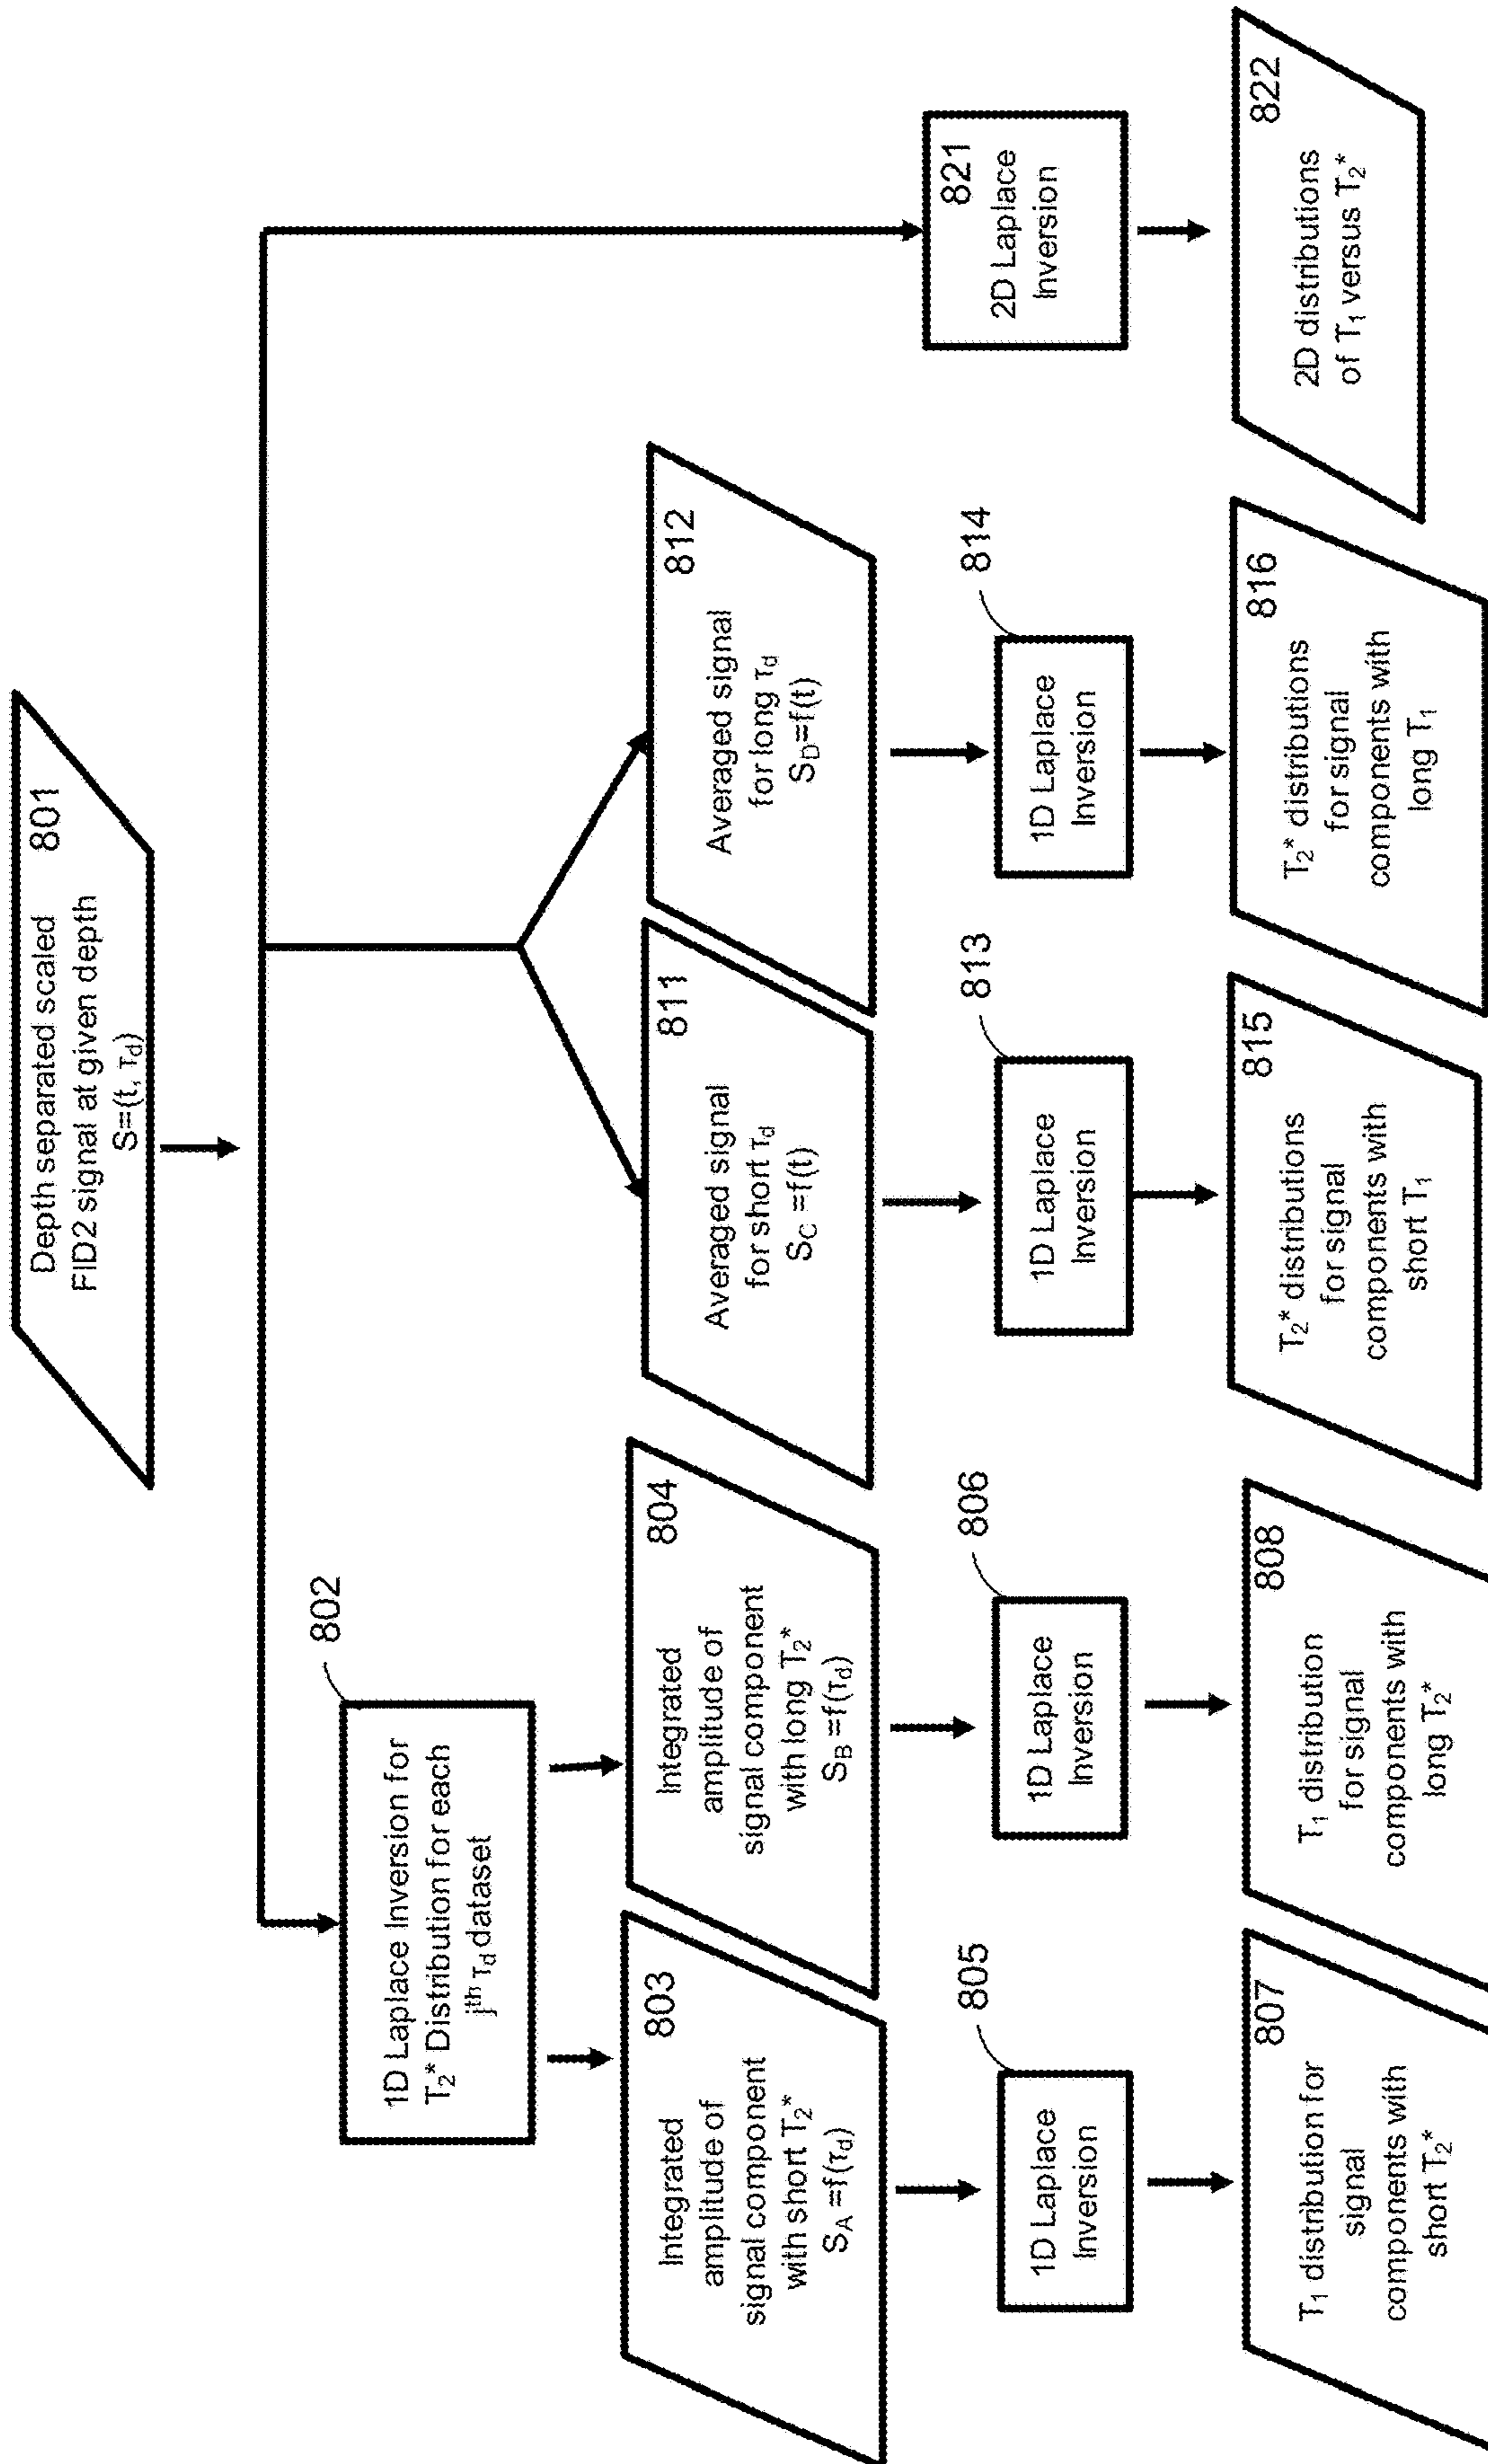 Depth separated scaled
FID2 signal at given depth
S=(t, τd)
801
802
1D Laplace Inversion for
T2* Distribution for each
jth τd dataset
803
Integrated
amplitude of
signal component
with short T2*
SA =f(τd)
804
Integrated
amplitude of
signal component
with long T2*
SB =f(τd)
811
Averaged signal
for short τd
SC =f(t)
812
Averaged signal
for long τd
SD=f(t)
805
1D Laplace
Inversion
806
1D Laplace
Inversion
813
1D Laplace
Inversion
814
1D Laplace
Inversion
821
2D Laplace
Inversion
807
T1 distribution for
signal
components with
short T2*
808
T1 distribution
for signal
components with
long T2*
815
T2* distributions
for signal
components with
short T1
816
T2* distributions
for signal
components with
long T1
822
2D distributions
of T1 versus T2*